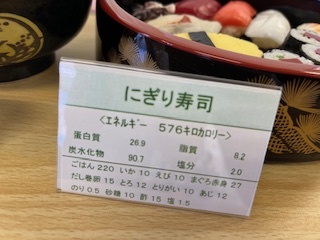 にぎり寿司
<エネルギー 576キロカロリー>
蛋白質 26.9 脂質 8.2
炭水化物 90.7 塩分 2.0
ごはん 220 いか 10 えび 10 まぐろ赤身 27
だし巻卵 15 とろ 12 とりがい 10 あじ 12
のり 0.5 砂糖 10 酢 15 塩 1.5